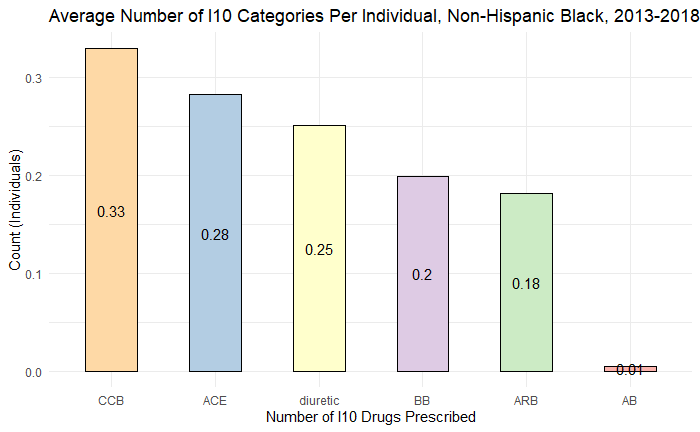 Average Number of I10 Categories Per Individual, Non-Hispanic Black, 2013-2018
Count (Individuals)
0.3
0.2
0.1
0.0
0.33
0.28
0.25
0.2
0.18
0.01
CCB
ACE
diuretic
BB
ARB
AB
Number of I10 Drugs Prescribed